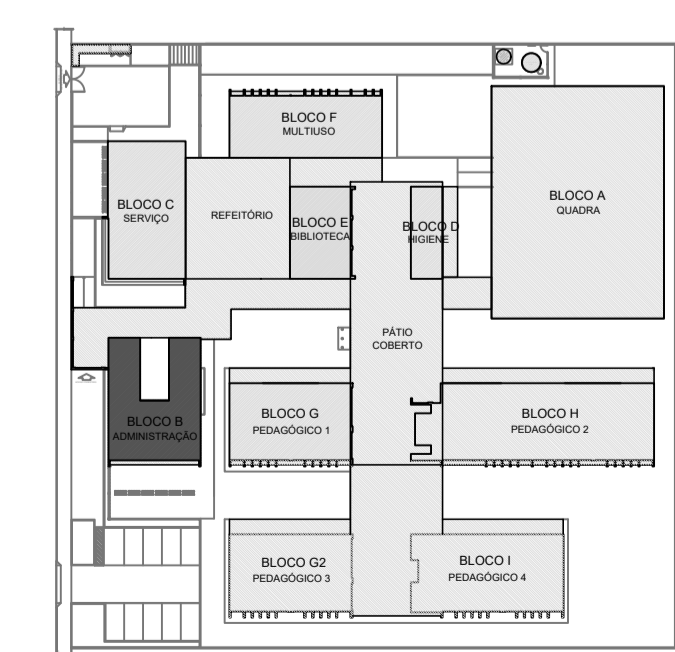 BLOCO F
MULTIUSO
BLOCO A
QUADRA
BLOCO C
SERVIÇO
REFEITÓRIO
BLOCO E
BIBLIOTECA
BLOCO D
HIGIENE
PÁTIO
COBERTO
BLOCO B
ADMINISTRAÇÃO
BLOCO G
PEDAGÓGICO 1
BLOCO H
PEDAGÓGICO 2
BLOCO G2
PEDAGÓGICO 3
BLOCO I
PEDAGÓGICO 4